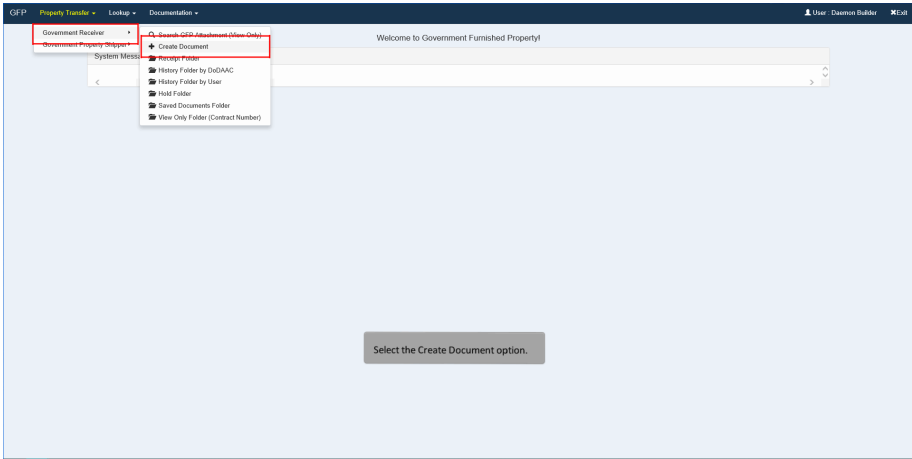 GFP Property Transfer Lookup Documentation User : Daemon Builder Exit
Government Receiver
Government Property Shipper
Search GFP Attachment (View Only)
Create Document
Receipt Folder
History Folder by DoDAAC
History Folder by User
Hold Folder
Saved Documents Folder
View Only Folder (Contract Number)
Welcome to Government Furnished Property!
System Messa
Select the Create Document option.